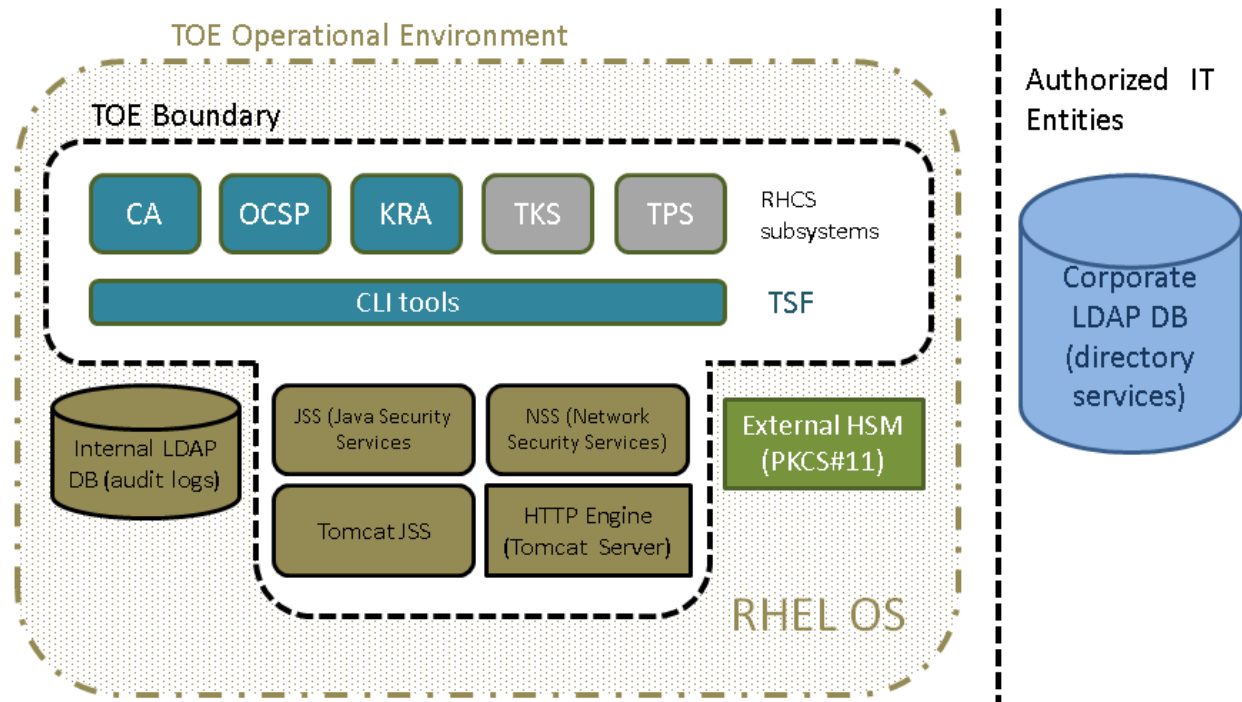 TOE Operational Environment
TOE Boundary
CA
OCSP
KRA
TKS
TPS
RHCS
subsystems
CLI tools
TSF
Internal LDAP
DB (audit logs)
JSS (Java Security
Services
NSS (Network
Security Services)
TomcatJSS
HTTP Engine
(Tomcat Server)
External HSM
(PKCS#11)
RHEL OS
Authorized IT
Entities
Corporate
LDAP DB
(directory
services)